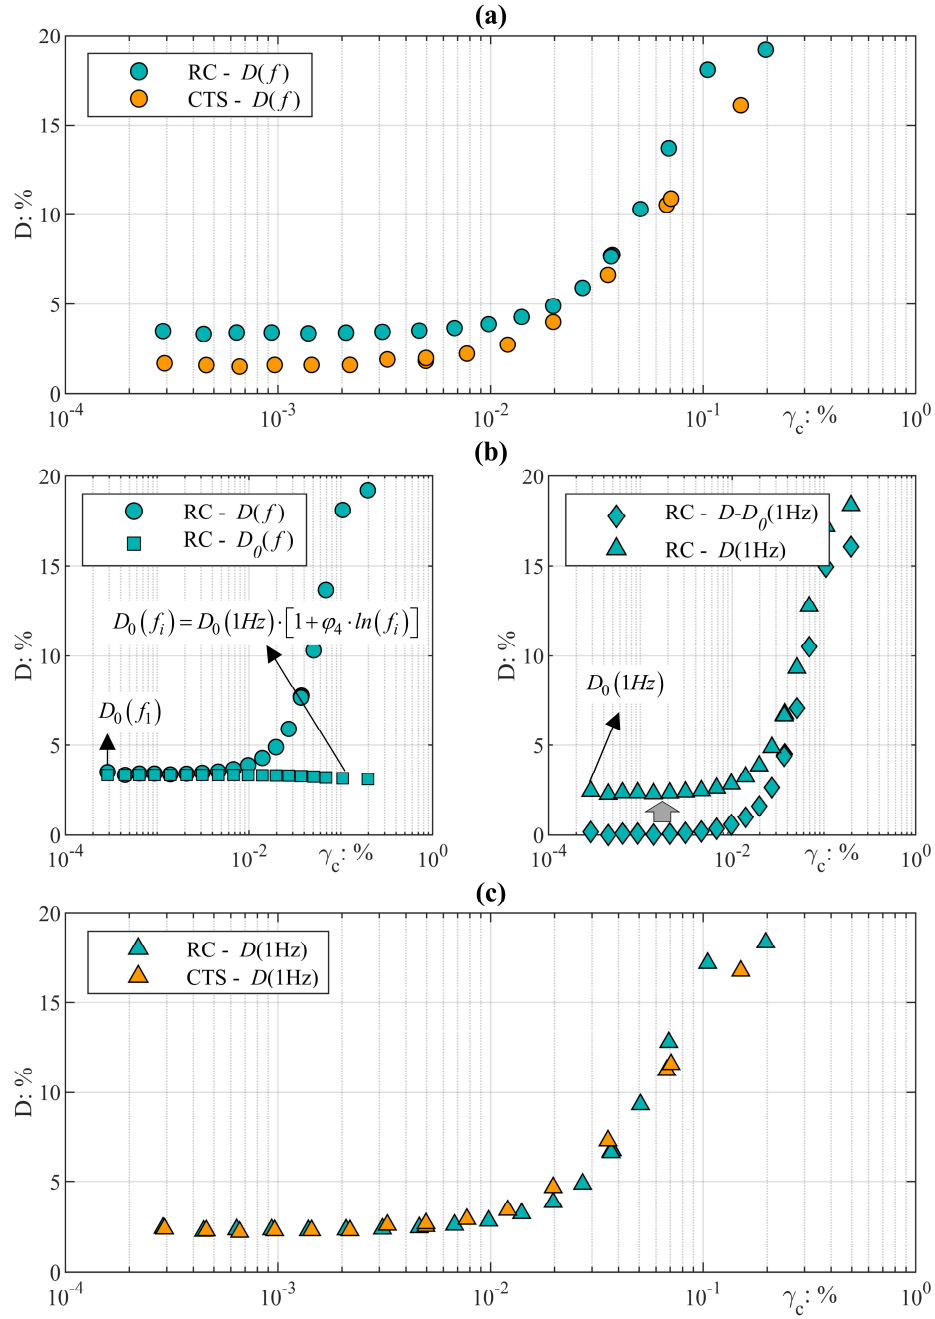 (a)
20
15
10
5
0
D: %
RC - D(f)
CTS - D(f)
10⁻⁴
10⁻³
10⁻²
10⁻¹
γc: %
10⁰
(b)
20
15
10
5
0
D: %
RC - D(f)
RC - D₀(f)
D₀(fᵢ) = D₀(1Hz)·[1+φ₄·ln(fᵢ)]
D₀(f₁)
10⁻⁴
10⁻²
γc: %
10⁰
20
15
10
5
0
D: %
RC - D-D₀(1Hz)
RC - D(1Hz)
D₀(1Hz)
10⁻⁴
10⁻²
γc: %
10⁰
(c)
20
15
10
5
0
D: %
RC - D(1Hz)
CTS - D(1Hz)
10⁻⁴
10⁻³
10⁻²
10⁻¹
γc: %
10⁰